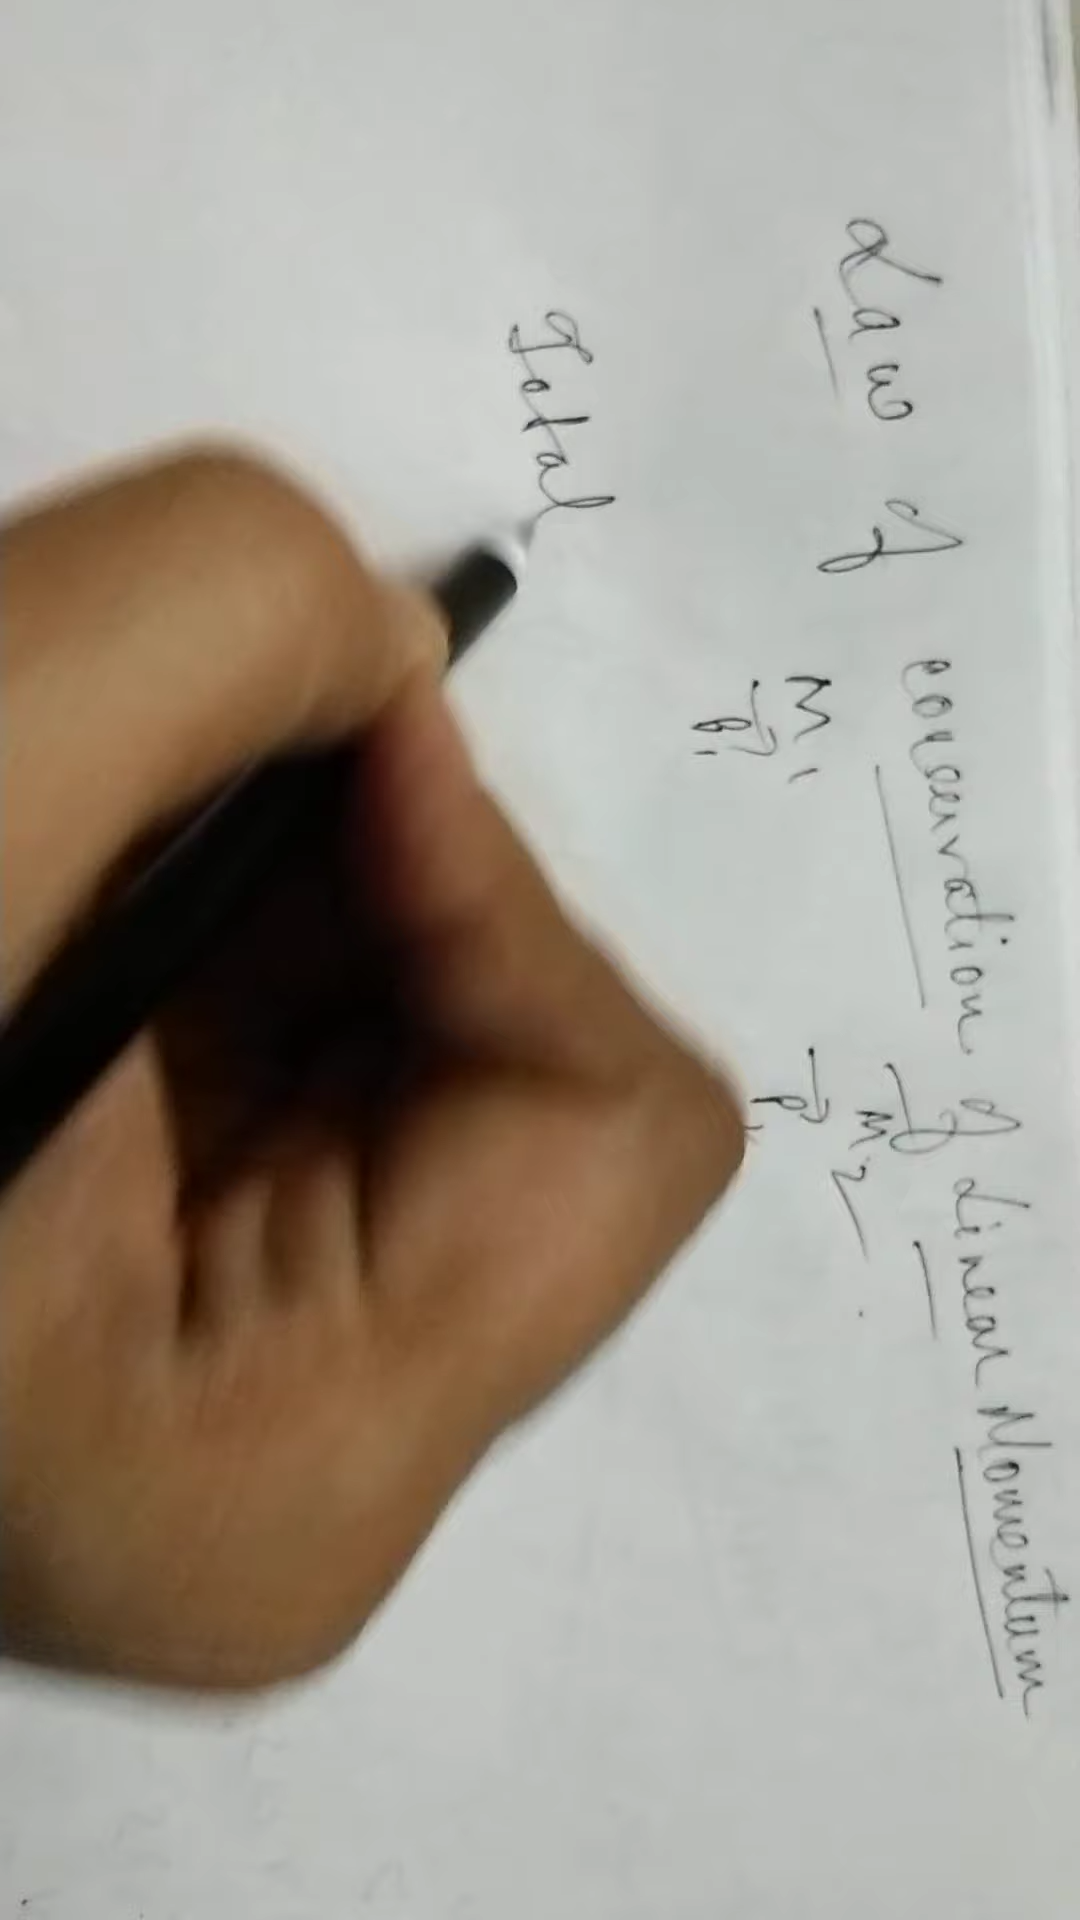 Law of conservation of Linear Momentum
M1 M2
p⃗1 p⃗
Total